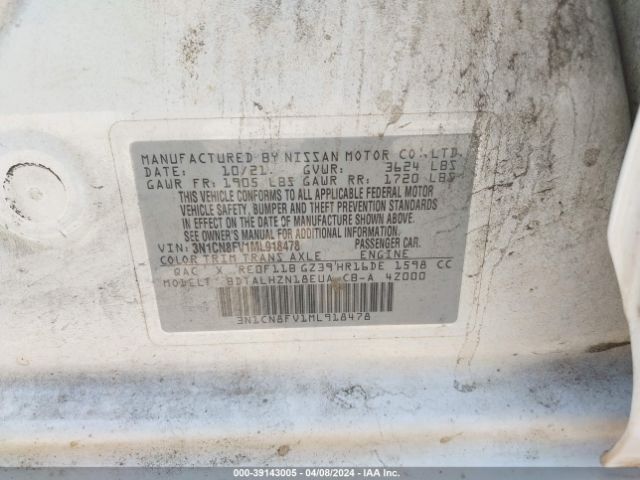 MANUFACTURED BY NISSAN MOTOR CO.,LTD.
DATE: 10/21 GVWR: 3624 LBS
GAWR FR: 1905 LBS GAWR RR: 1720 LBS
THIS VEHICLE CONFORMS TO ALL APPLICABLE FEDERAL MOTOR
VEHICLE SAFETY, BUMPER AND THEFT PREVENTION STANDARDS
IN EFFECT ON THE DATE OF MANUFACTURE SHOWN ABOVE.
SEE OWNER'S MANUAL FOR ADDITIONAL INFORMATION.
VIN: 3N1CN8FV1ML918478 PASSENGER CAR.
COLOR TRIM TRANS AXLE ENGINE
QAC X RE0F11B GZ39 HR16DE 1598 CC
MODEL: BDTALHZN18EUA-CB-A 42000
3N1CN8FV1ML918478
000-39143005 - 04/08/2024 - IAA Inc.